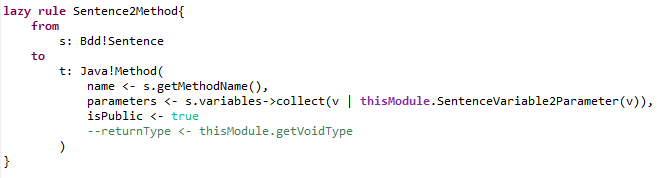 lazy rule Sentence2Method{
    from
        s: Bdd!Sentence
    to
        t: Java!Method(
            name <- s.getMethodName(),
            parameters <- s.variables->collect(v | thisModule.SentenceVariable2Parameter(v)),
            isPublic <- true
            --returnType <- thisModule.getVoidType
        )
}